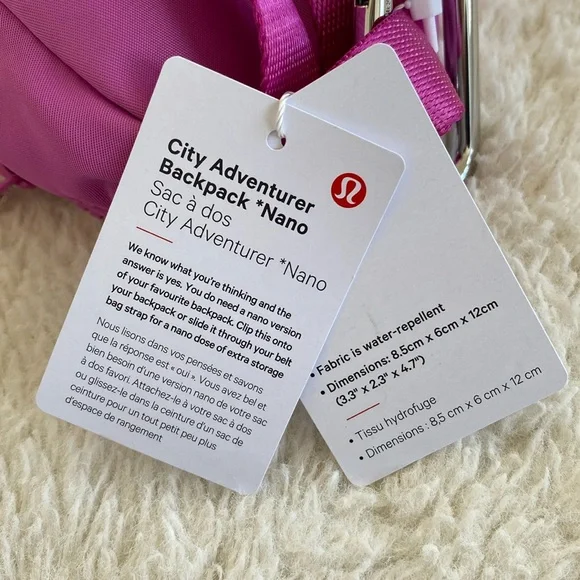 City Adventurer
Backpack *Nano
Sac à dos
City Adventurer *Nano
We know what you're thinking and the
answer is yes. You do need a nano version
of your favourite backpack. Clip this onto
your backpack or slide it through your belt
bag strap for a nano dose of extra storage
Nous lisons dans vos pensées et savons
que la réponse est « oui ». Vous avez bel et
bien besoin d'une version nano de votre sac
à dos favori. Attachez-le à votre sac à dos
ou glissez-le dans la ceinture d'un sac de
ceinture pour un tout petit peu plus
d'espace de rangement
• Fabric is water-repellent
• Dimensions: 8.5cm x 6cm x 12cm
(3.3" x 2.3" x 4.7")
• Tissu hydrofuge
• Dimensions : 8,5 cm x 6 cm x 12 cm